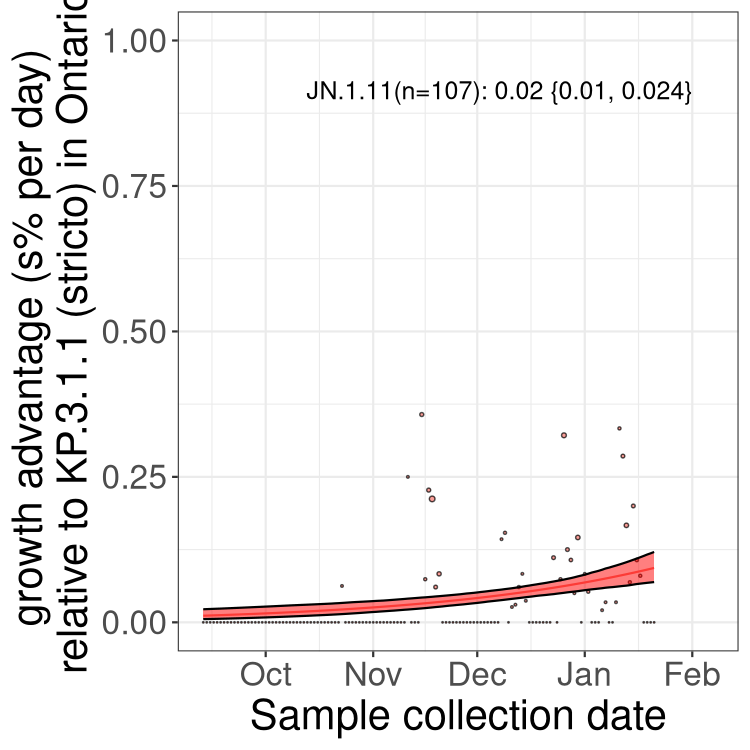 growth advantage (s% per day)
relative to KP.3.1.1 (stricto) in Ontario
1.00
0.75
0.50
0.25
0.00
JN.1.11(n=107): 0.02 {0.01, 0.024}
Oct Nov Dec Jan Feb
Sample collection date